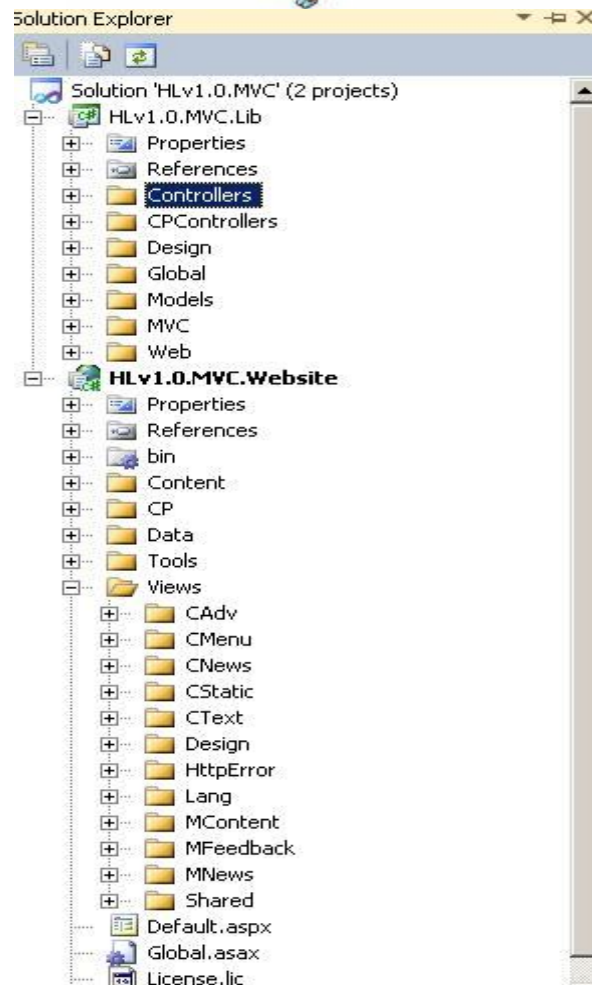 Solution Explorer
Solution 'HLv1.0.MVC' (2 projects)
HLv1.0.MVC.Lib
Properties
References
Controllers
CPControllers
Design
Global
Models
MVC
Web
HLv1.0.MVC.Website
Properties
References
bin
Content
CP
Data
Tools
Views
CAdv
CMenu
CNews
CStatic
CText
Design
HttpError
Lang
MContent
MFeedback
MNews
Shared
Default.aspx
Global.asax
License.lic